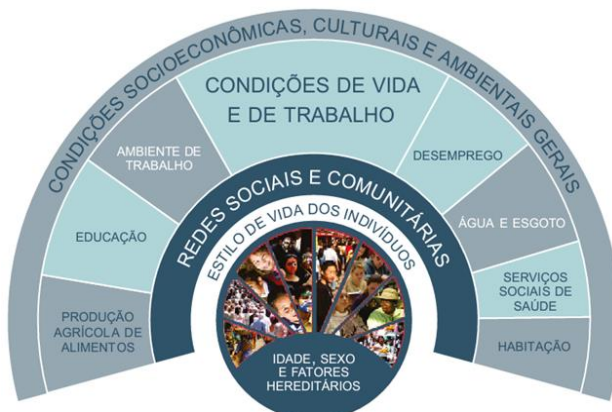 CONDIÇÕES SOCIOECONÔMICAS, CULTURAIS E AMBIENTAIS GERAIS
CONDIÇÕES DE VIDA
E DE TRABALHO
AMBIENTE DE
TRABALHO
DESEMPREGO
EDUCAÇÃO
ÁGUA E ESGOTO
PRODUÇÃO
AGRÍCOLA DE
ALIMENTOS
SERVIÇOS
SOCIAIS DE
SAÚDE
HABITAÇÃO
REDES SOCIAIS E COMUNITÁRIAS
ESTILO DE VIDA DOS INDIVÍDUOS
IDADE, SEXO
E FATORES
HEREDITÁRIOS